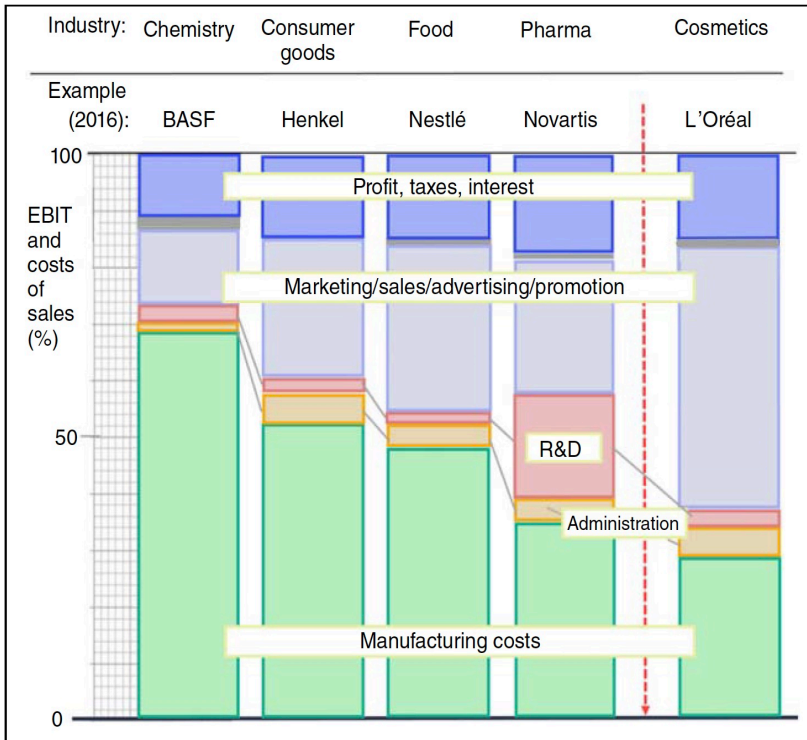 Industry: Chemistry Consumer goods Food Pharma Cosmetics
Example (2016): BASF Henkel Nestlé Novartis L'Oréal
100
Profit, taxes, interest
EBIT
and
costs
of
sales
(%)
Marketing/sales/advertising/promotion
50
R&D
Administration
Manufacturing costs
0